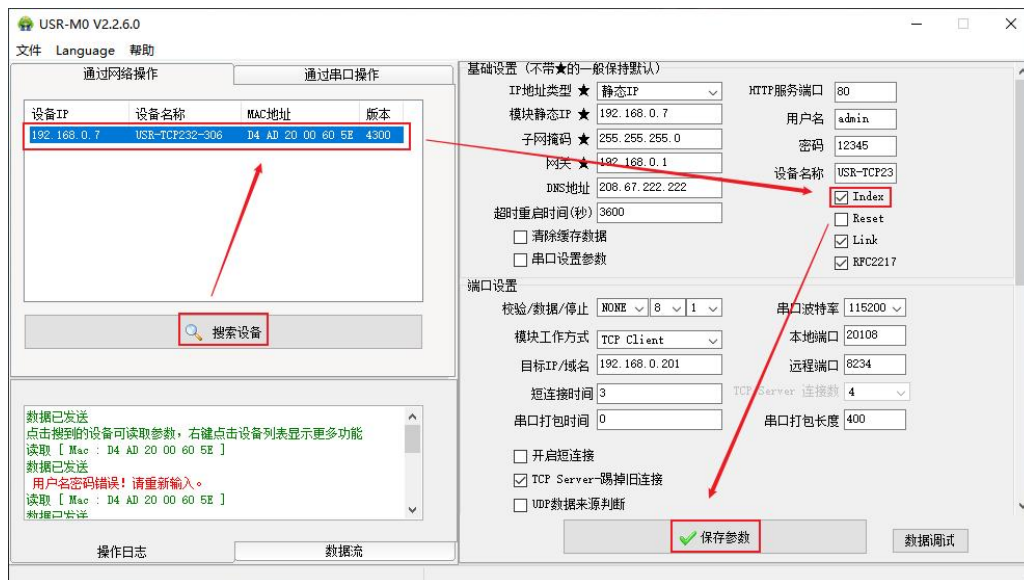 USR-M0 V2.2.6.0
文件 Language 帮助
通过网络操作 通过串口操作
设备IP 设备名称 MAC地址 版本
192.168.0.7 USR-TCP232-306 D4 AD 20 00 60 5E 4300
搜索设备
数据已发送
点击搜到的设备可读取参数，右键点击设备列表显示更多功能
读取 [ Mac : D4 AD 20 00 60 5E ]
数据已发送
用户名密码错误！请重新输入。
读取 [ Mac : D4 AD 20 00 60 5E ]
数据已发送
操作日志 数据流
基础设置（不带★的一般保持默认）
IP地址类型 ★ 静态IP
模块静态IP ★ 192.168.0.7
子网掩码 ★ 255.255.255.0
网关 ★ 192.168.0.1
DNS地址 208.67.222.222
超时重启时间(秒) 3600
清除缓存数据
串口设置参数
HTTP服务端口 80
用户名 admin
密码 12345
设备名称 USR-TCP23
Index
Reset
Link
RFC2217
端口设置
校验/数据/停止 NONE 8 1
串口波特率 115200
模块工作方式 TCP Client
本地端口 20108
目标IP/域名 192.168.0.201
远程端口 8234
短连接时间 3
TCP Server 连接数 4
串口打包时间 0
串口打包长度 400
开启短连接
TCP Server-踢掉旧连接
UDP数据来源判断
保存参数
数据调试